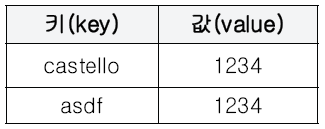 키(key) 값(value)
castello 1234
asdf 1234